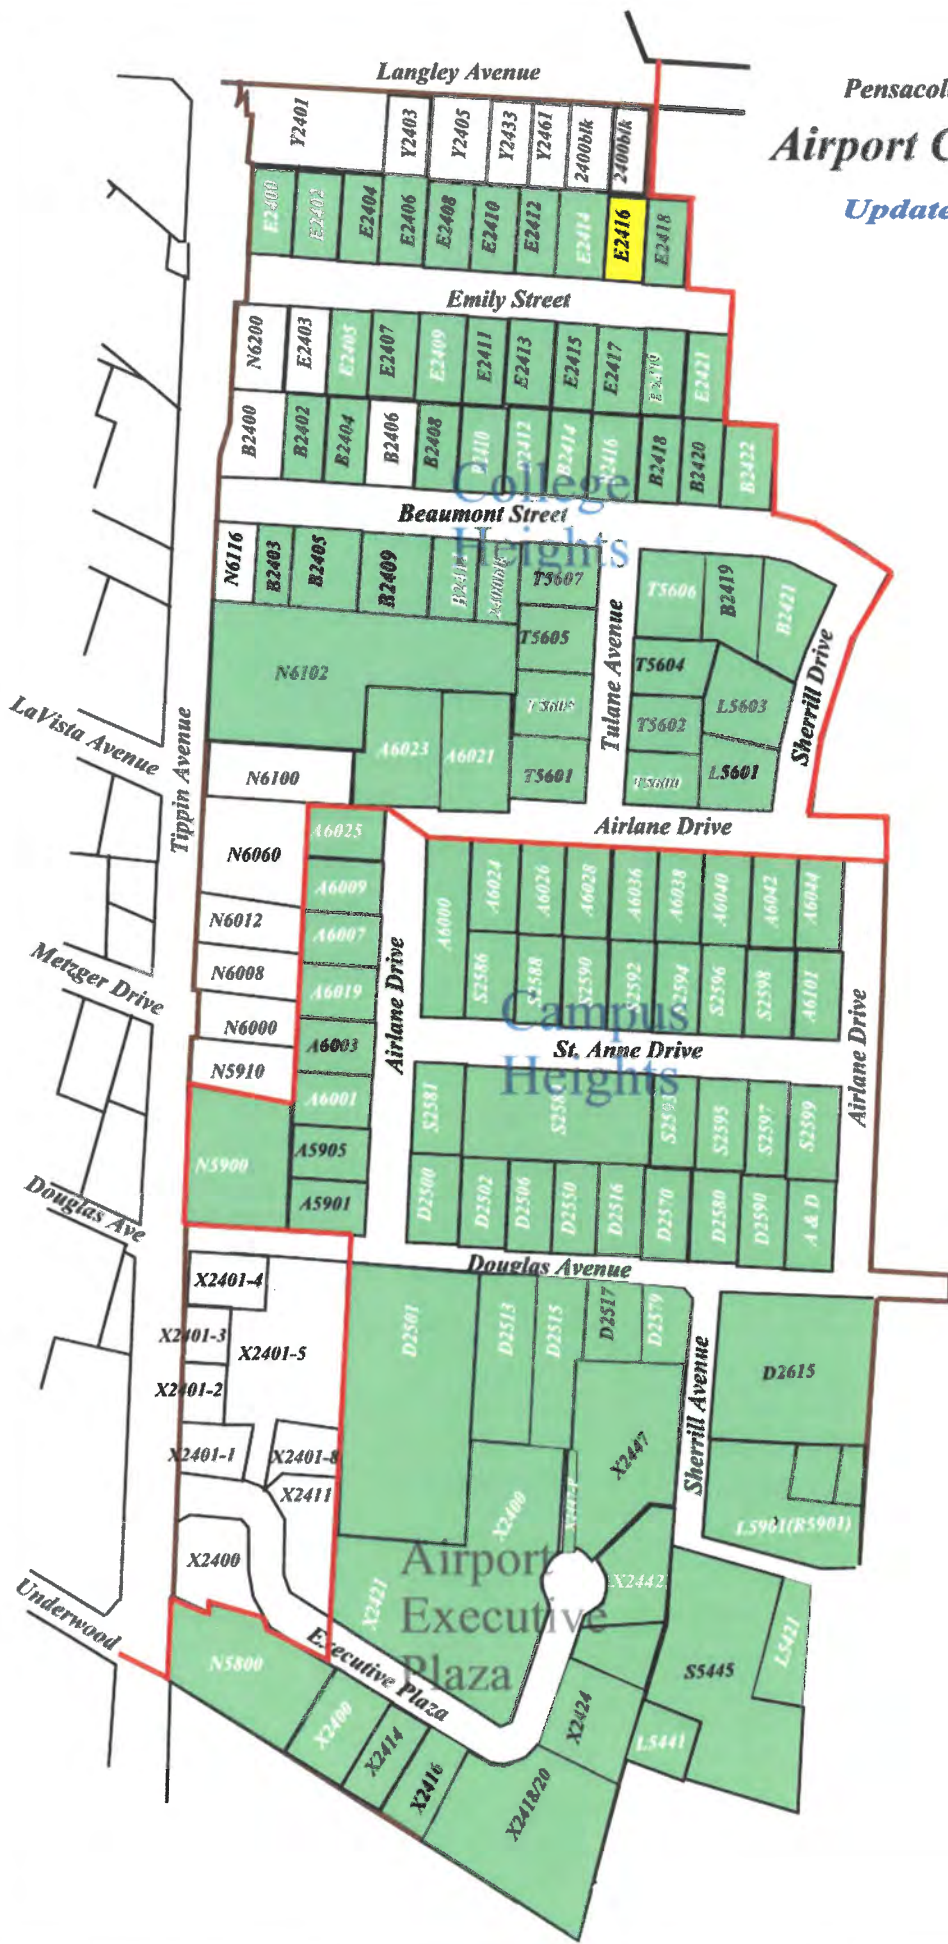 Langley Avenue
Pensacol
Airport C
Update
Y2401
Y2403
Y2405
Y2433
Y2461
2400blk
2400blk
E2400
E2402
E2404
E2406
E2408
E2410
E2412
E2414
E2416
E2418
Emily Street
N6200
E2403
E2405
E2407
E2409
E2411
E2413
E2415
E2417
E2419
E2421
B2400
B2402
B2404
B2406
B2408
B2410
B2412
B2414
B2416
B2418
B2420
B2422
College
Heights
Beaumont Street
N6116
B2403
B2405
B2409
2400blk
T5607
T5606
B2419
B2421
N6102
T5605
T5604
L5603
Tulane Avenue
Sherrill Drive
T5603
T5602
A6023
A6021
T5601
T5600
L5601
LaVista Avenue
Tippin Avenue
N6100
Airlane Drive
N6060
A6025
A6009
A6000
A6024
A6026
A6028
A6036
A6038
A6040
A6042
A6044
N6012
A6007
N6008
A6019
S2586
S2588
S2590
S2592
S2594
S2596
S2598
A6101
Metzger Drive
N6000
A6003
Airlane Drive
Campus
Heights
St. Anne Drive
Airlane Drive
N5910
A6001
S2581
S2593
S2595
S2597
S2599
N5900
A5905
A5901
D2500
D2502
D2506
D2550
D2516
D2570
D2580
D2590
A & D
Douglas Ave
Douglas Avenue
X2401-4
X2401-3
X2401-5
X2401-2
X2401-1
X2401-8
X2411
D2501
D2513
D2515
D2517
D2579
D2615
Sherrill Avenue
X2447
X2400
L5901(R5901)
X2400
X2421
X2442
Airport
Executive
Plaza
Underwood
Executive Plaza
N5800
X2400
X2414
X2416
X2418/20
X2424
S5445
L5421
L5441